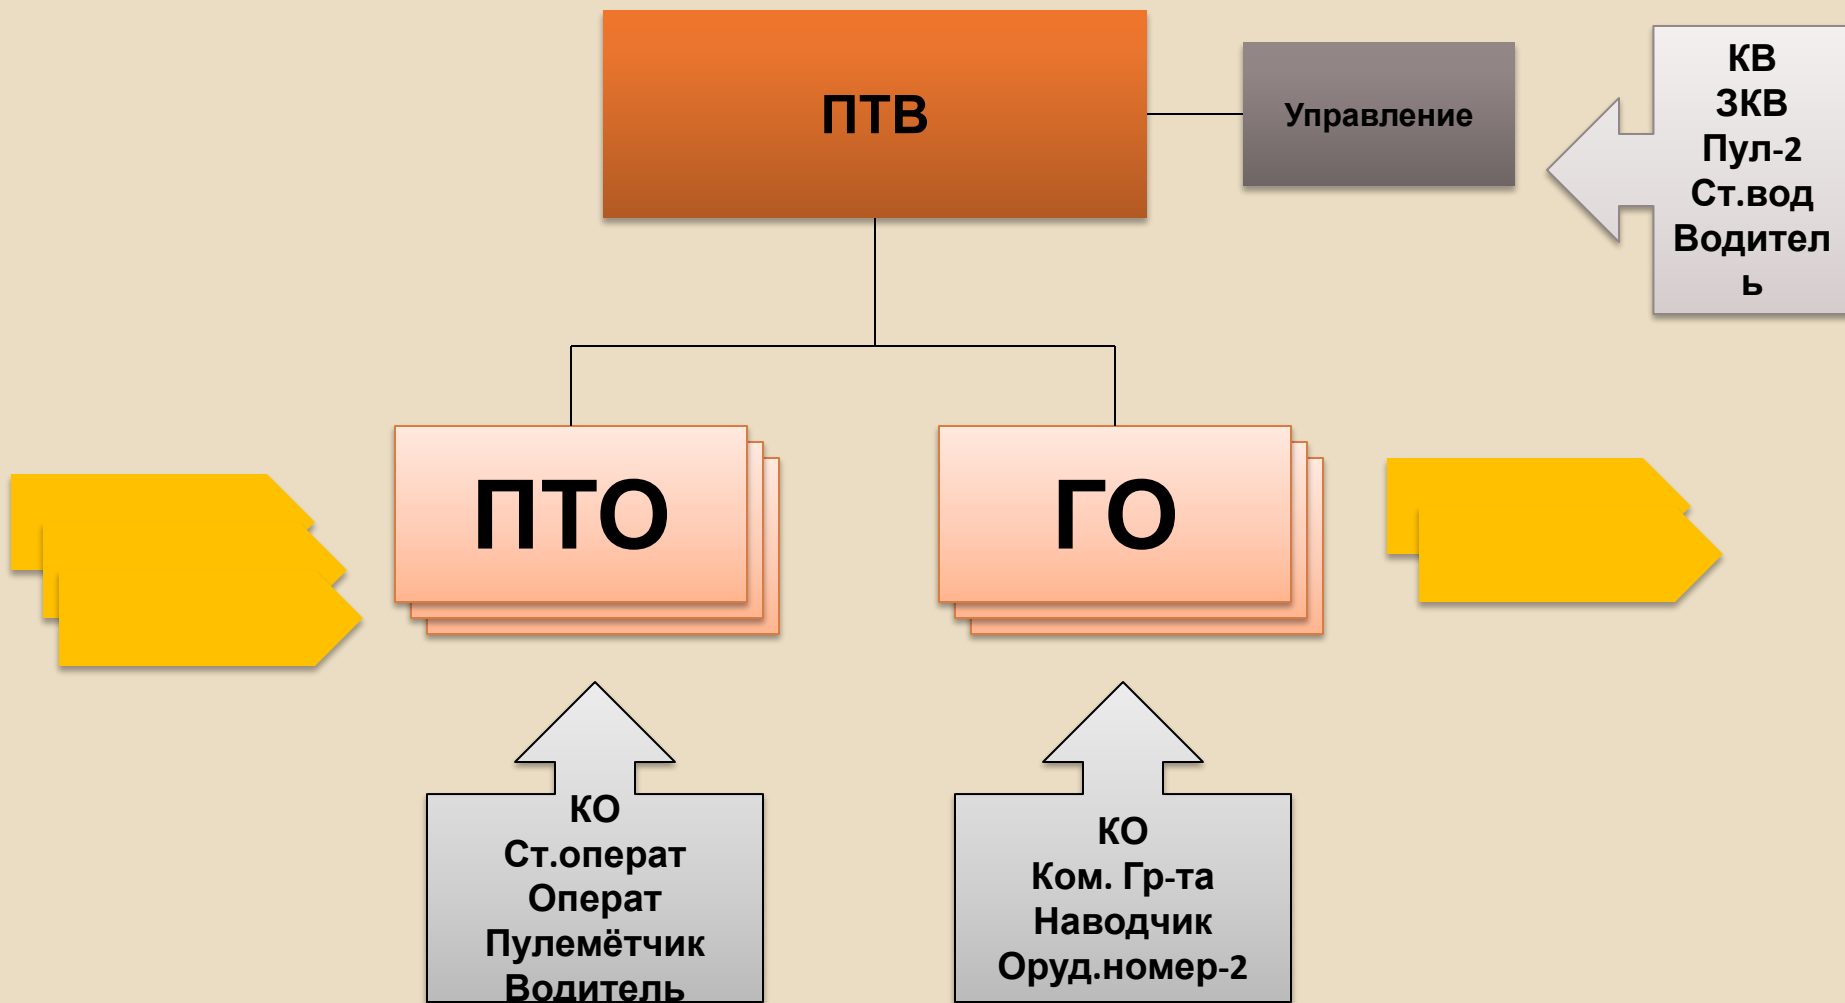 ПТВ
Управление
КВ
ЗКВ
Пул-2
Ст.вод
Водител
ь
ПТО
ГО
КО
Ст.операт
Операт
Пулемётчик
Водитель
КО
Ком. Гр-та
Наводчик
Оруд.номер-2